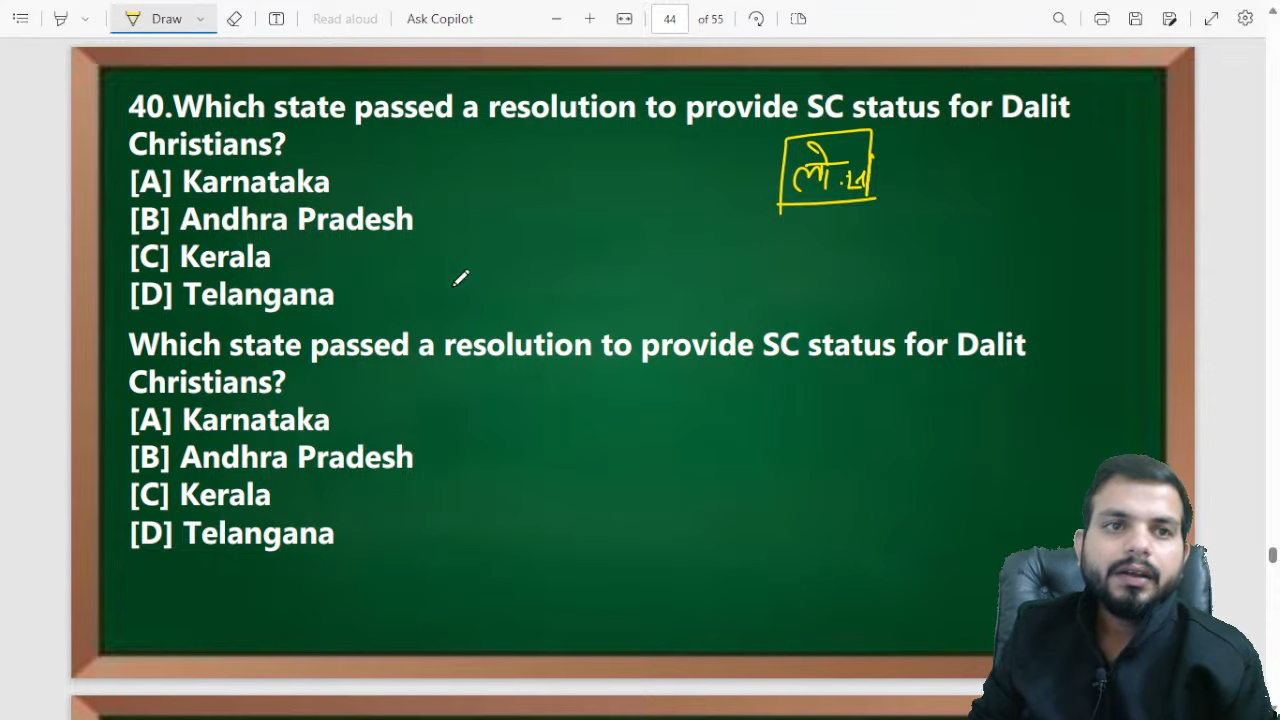 Draw
Read aloud
Ask Copilot
44
of 55
40.Which state passed a resolution to provide SC status for Dalit
Christians?
[A] Karnataka
[B] Andhra Pradesh
[C] Kerala
[D] Telangana
Which state passed a resolution to provide SC status for Dalit
Christians?
[A] Karnataka
[B] Andhra Pradesh
[C] Kerala
[D] Telangana